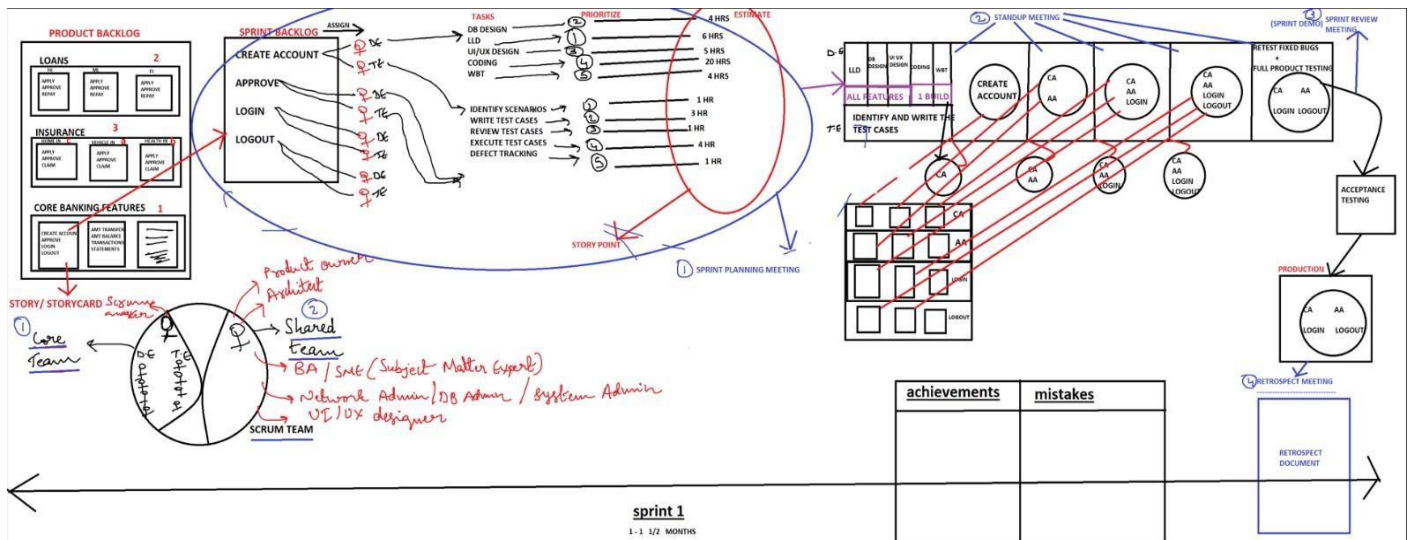 PRODUCT BACKLOG
LOANS
2
HL
ML
EL
APPLY
APPROVE
REPAY
APPLY
APPROVE
REPAY
APPLY
APPROVE
REPAY
INSURANCE
3
HOME IN
VEHICLE IN
HEALTH IN
APPLY
APPROVE
CLAIM
APPLY
APPROVE
CLAIM
APPLY
APPROVE
CLAIM
CORE BANKING FEATURES
1
CREATE ACCOUN
APPROVE
LOGIN
LOGOUT
AMT TRANSFER
AMT BALANCE
TRANSACTIONS
STATEMENTS
STORY/ STORYCARD
SPRINT BACKLOG
ASSIGN
CREATE ACCOUNT
APPROVE
LOGIN
LOGOUT
DE
TE
DE
TE
DE
TE
DE
TE
TASKS
PRIORITIZE
ESTIMATE
DB DESIGN
2
4 HRS
LLD
1
6 HRS
UI/UX DESIGN
3
5 HRS
CODING
4
20 HRS
WBT
5
4 HRS
IDENTIFY SCENARIOS
1 HR
WRITE TEST CASES
2
3 HR
REVIEW TEST CASES
3
1 HR
EXECUTE TEST CASES
4
4 HR
DEFECT TRACKING
5
1 HR
STORY POINT
1 SPRINT PLANNING MEETING
2 STANDUP MEETING
3
(SPRINT DEMO)
SPRINT REVIEW
MEETING
D.E
LLD
DB
DESIGN
UI UX
DESIGN
CODING
WBT
ALL FEATURES
1 BUILD
T.E
IDENTIFY AND WRITE THE
TEST CASES
CREATE
ACCOUNT
CA
AA
CA
AA
LOGIN
CA
AA
LOGIN
LOGOUT
RETEST FIXED BUGS
+
FULL PRODUCT TESTING
CA AA
LOGIN LOGOUT
CA
CA
AA
CA
AA
LOGIN
CA
AA
LOGIN
LOGOUT
CA
AA
LOGIN
LOGOUT
ACCEPTANCE
TESTING
PRODUCTION
CA AA
LOGIN LOGOUT
4 RETROSPECT MEETING
RETROSPECT
DOCUMENT
achievements
mistakes
1
Core
Team
D.E
T.E
Product owner
Architect
2
Shared
team
BA / SME (Subject Matter Expert)
Network Admin / DB Admin / System Admin
UI/UX designer
SCRUM TEAM
sprint 1
1 - 1 1/2 MONTHS